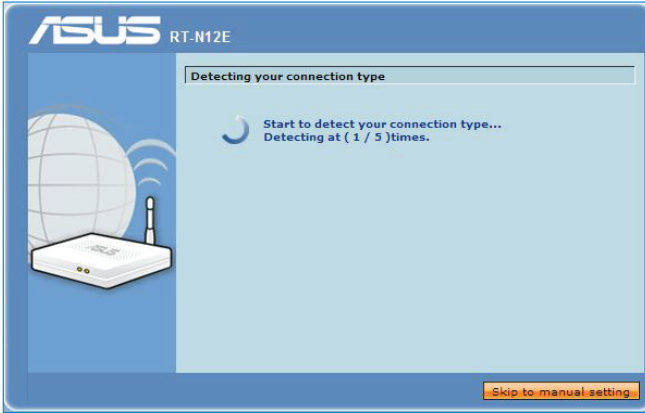 ASUS RT-N12E
Detecting your connection type
Start to detect your connection type...
Detecting at ( 1 / 5 )times.
ASUS
Skip to manual setting